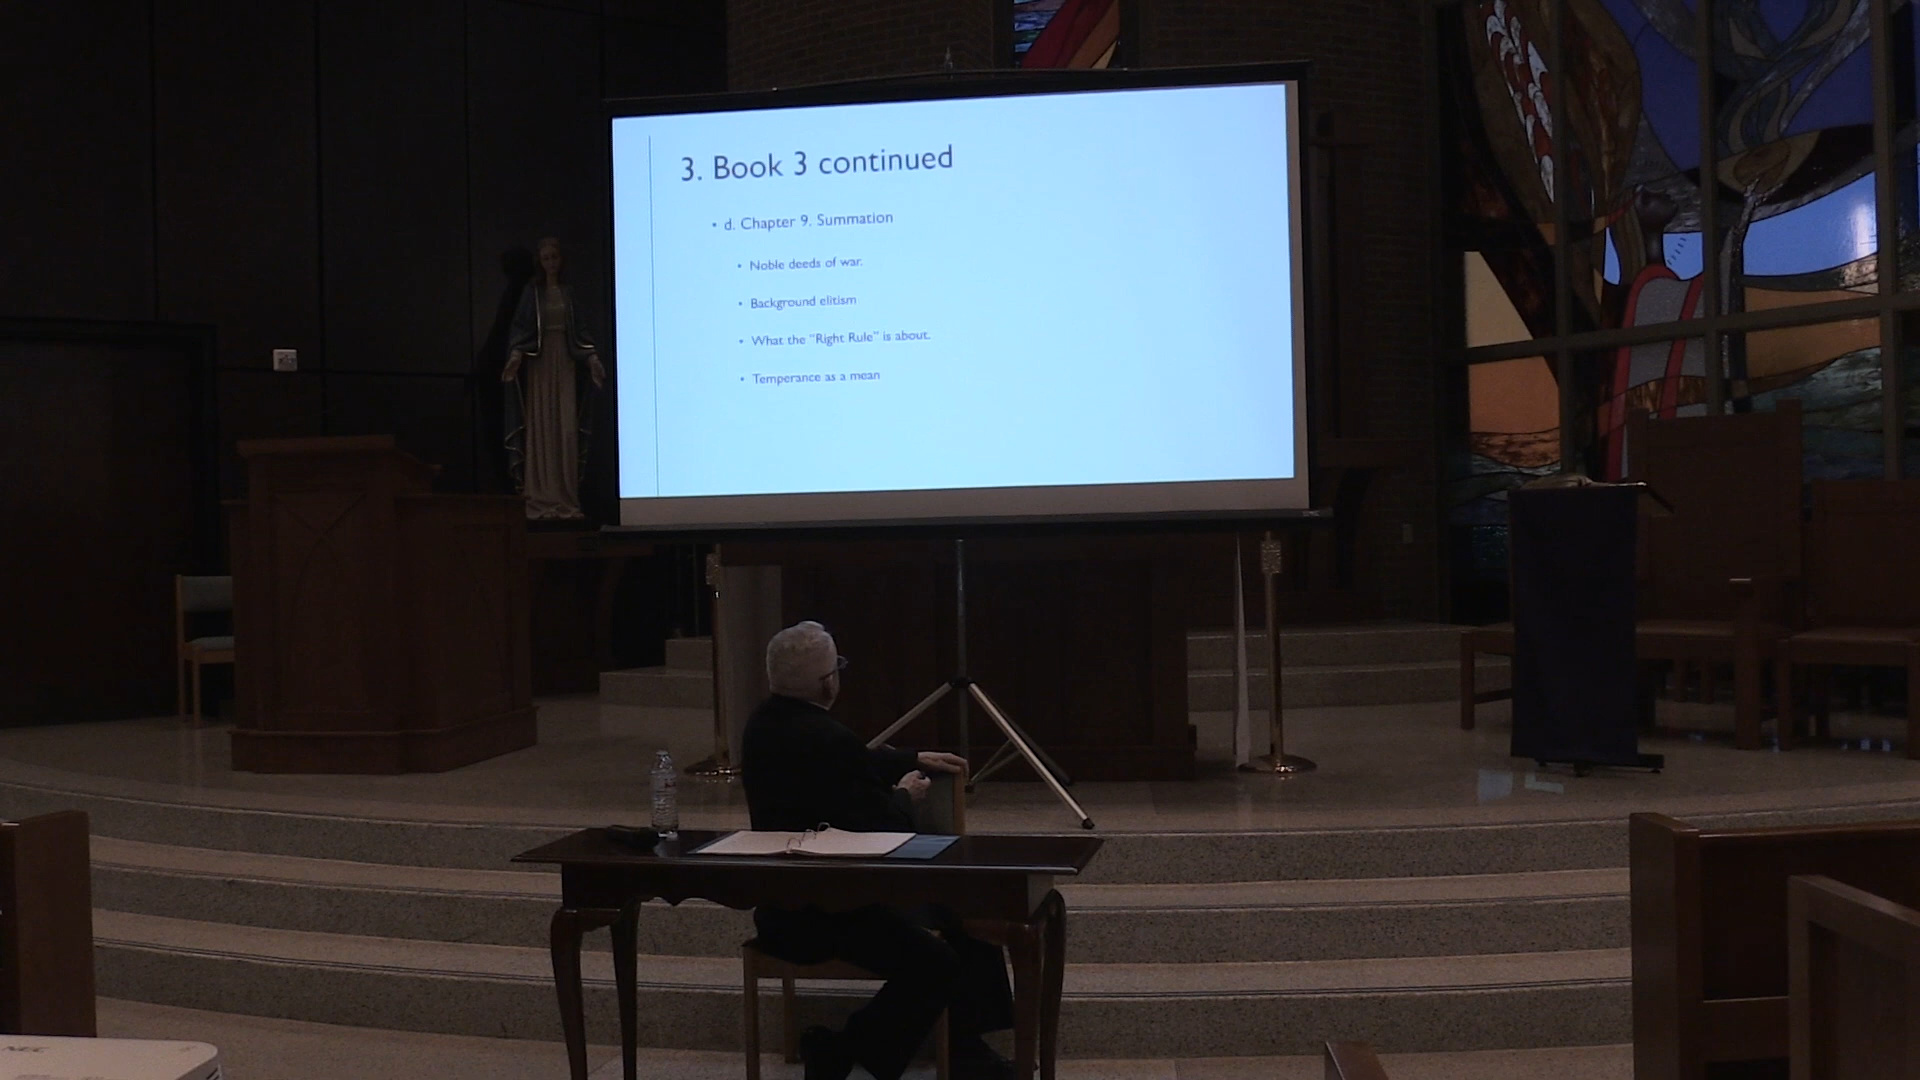 3. Book 3 continued
• d. Chapter 9. Summation
• Noble deeds of war.
• Background elitism
• What the “Right Rule” is about.
• Temperance as a mean
NEC